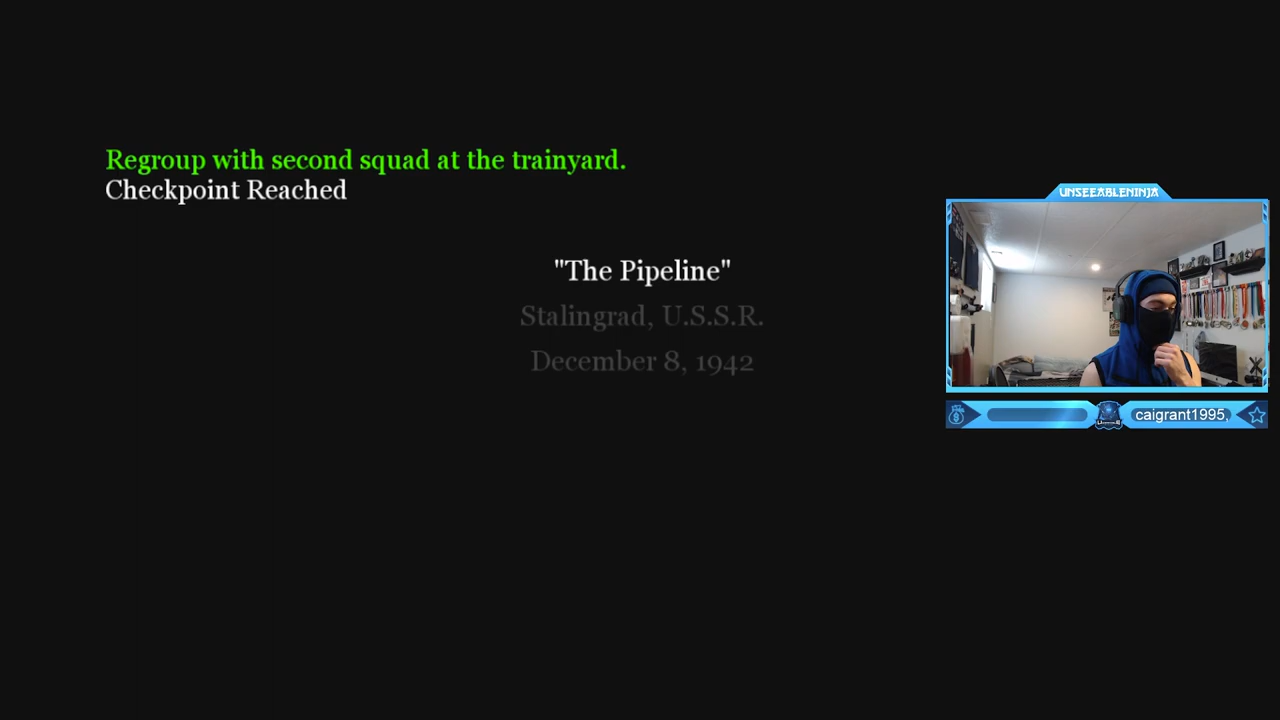 Regroup with second squad at the trainyard.
Checkpoint Reached
"The Pipeline"
Stalingrad, U.S.S.R.
December 8, 1942
UNSEEABLENINJA
caigrant1995,